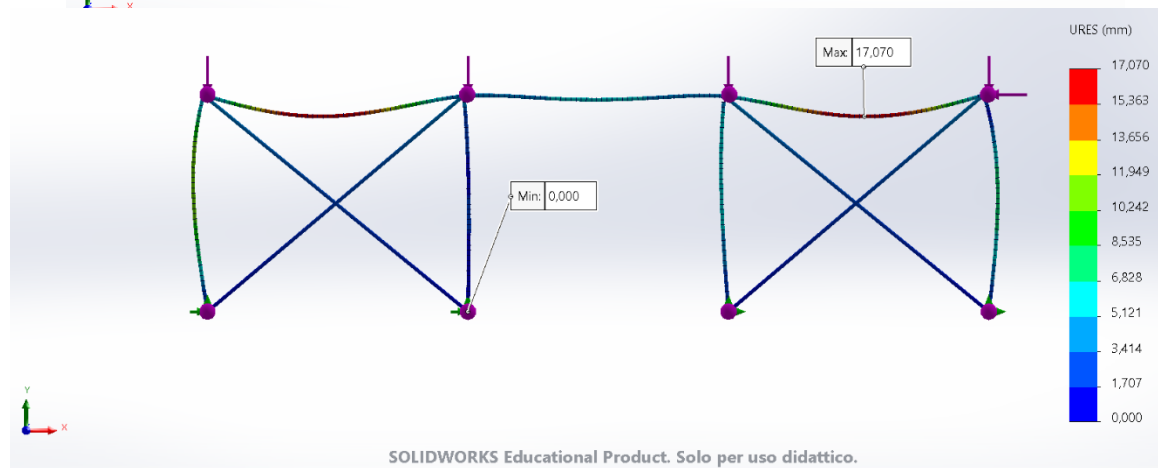 X
URES (mm)
Max: 17,070
17,070
15,363
13,656
11,949
10,242
8,535
6,828
5,121
3,414
1,707
0,000
Min: 0,000
Y
X
SOLIDWORKS Educational Product. Solo per uso didattico.